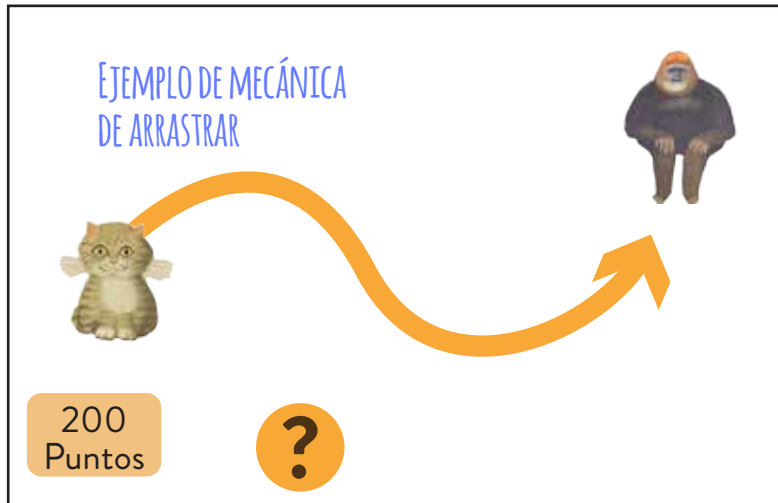 EJEMPLO DE MECÁNICA
DE ARRASTRAR
200
Puntos
?